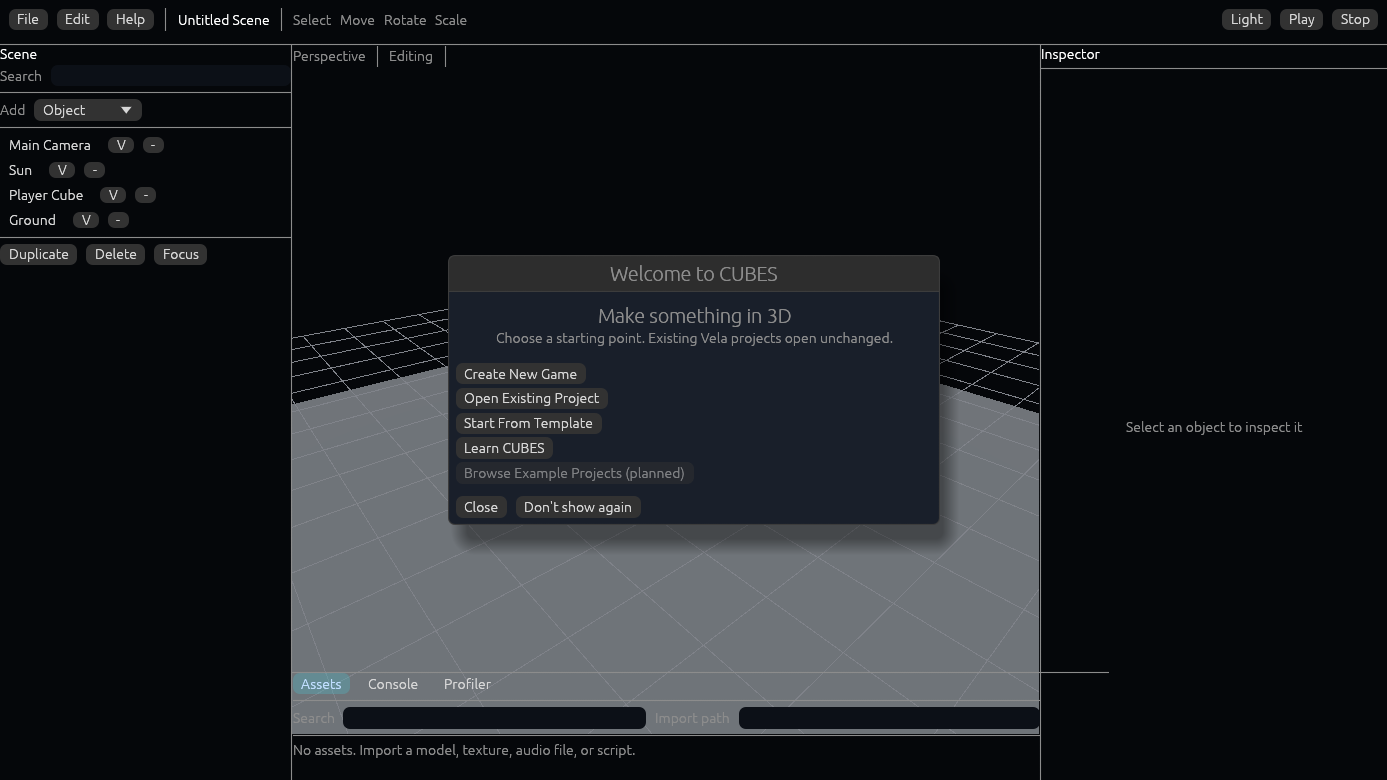 File Edit Help Untitled Scene Select Move Rotate Scale Light Play Stop
Scene
Search
Add Object
Main Camera V -
Sun V -
Player Cube V -
Ground V -
Duplicate Delete Focus
Perspective Editing
Welcome to CUBES
Make something in 3D
Choose a starting point. Existing Vela projects open unchanged.
Create New Game
Open Existing Project
Start From Template
Learn CUBES
Browse Example Projects (planned)
Close Don't show again
Assets Console Profiler
Search Import path
No assets. Import a model, texture, audio file, or script.
Inspector
Select an object to inspect it